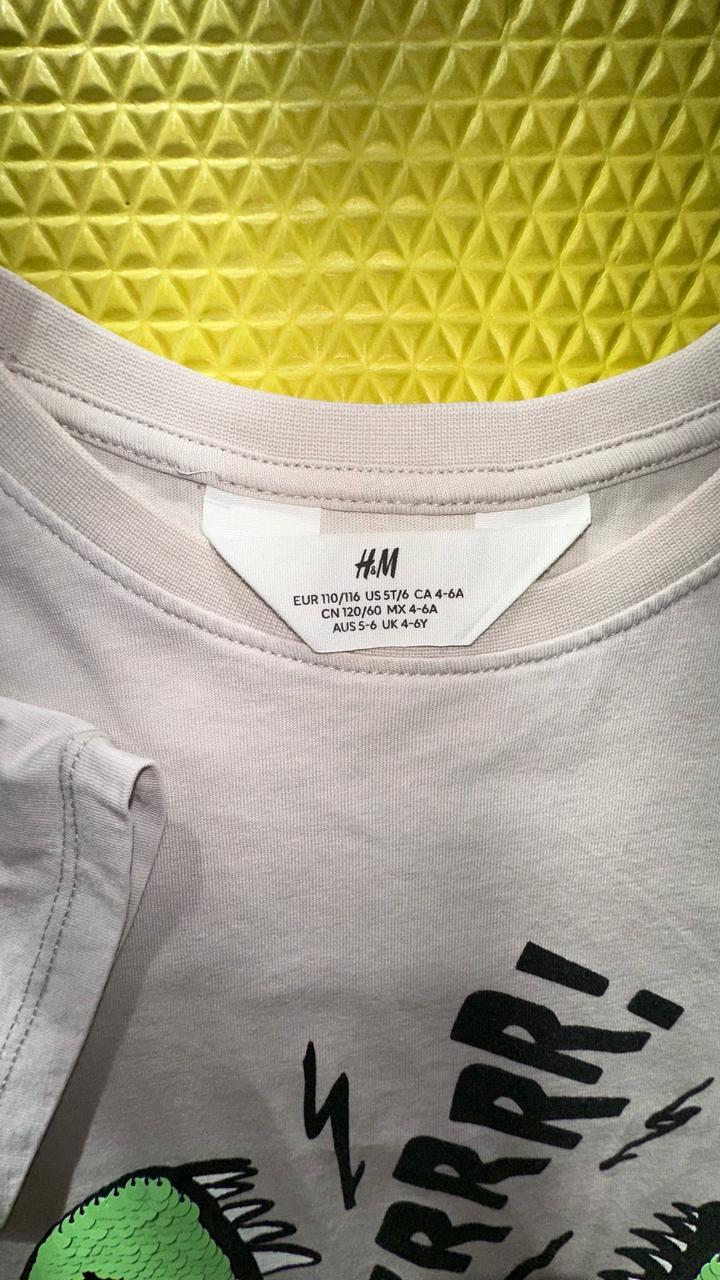 H&M
EUR 110/116 US 5T/6 CA 4-6A
CN 120/60 MX 4-6A
AUS 5-6 UK 4-6Y
RRRR!